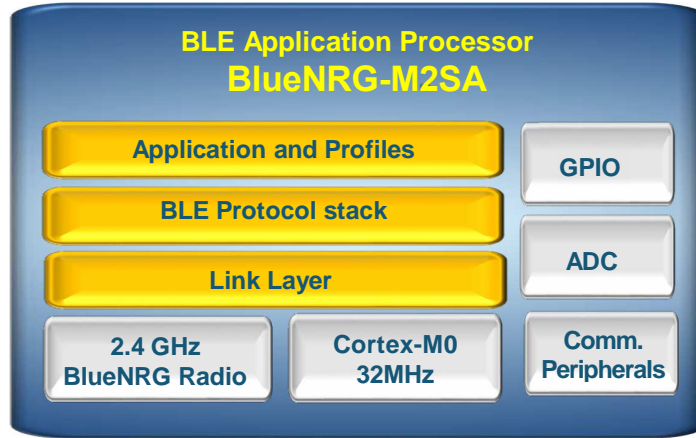 BLE Application Processor
BlueNRG-M2SA
Application and Profiles
GPIO
BLE Protocol stack
ADC
Link Layer
2.4 GHz
BlueNRG Radio
Cortex-M0
32MHz
Comm.
Peripherals